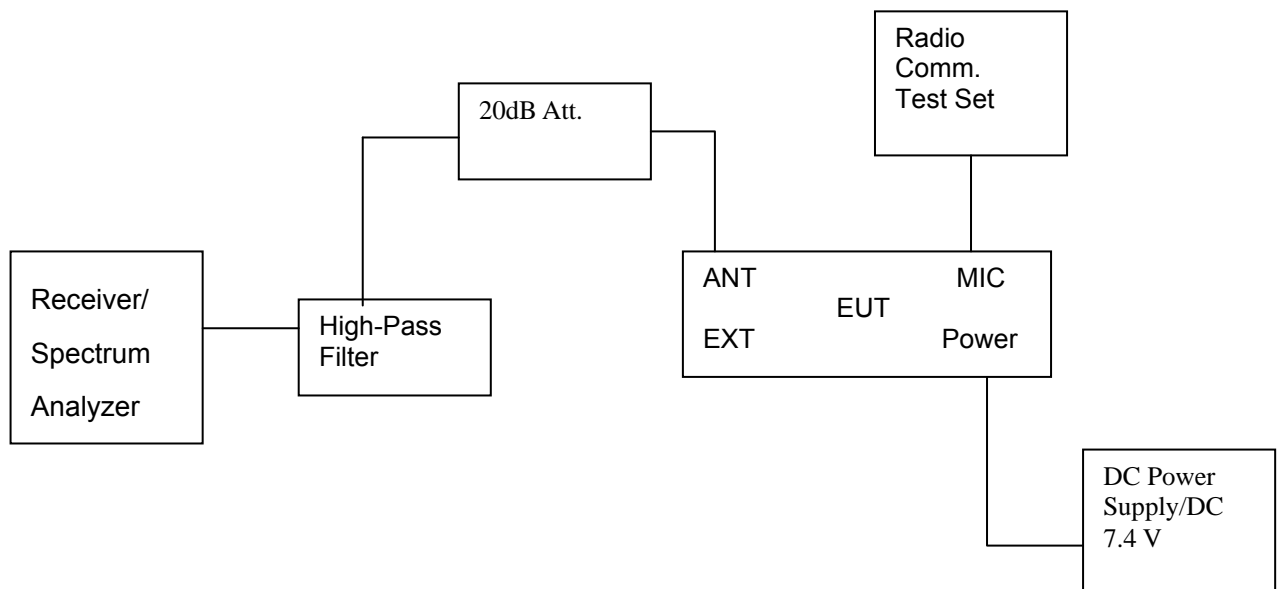 Radio
Comm.
Test Set
20dB Att.
Receiver/
Spectrum
Analyzer
High-Pass
Filter
ANT
MIC
EUT
EXT
Power
DC Power
Supply/DC
7.4 V